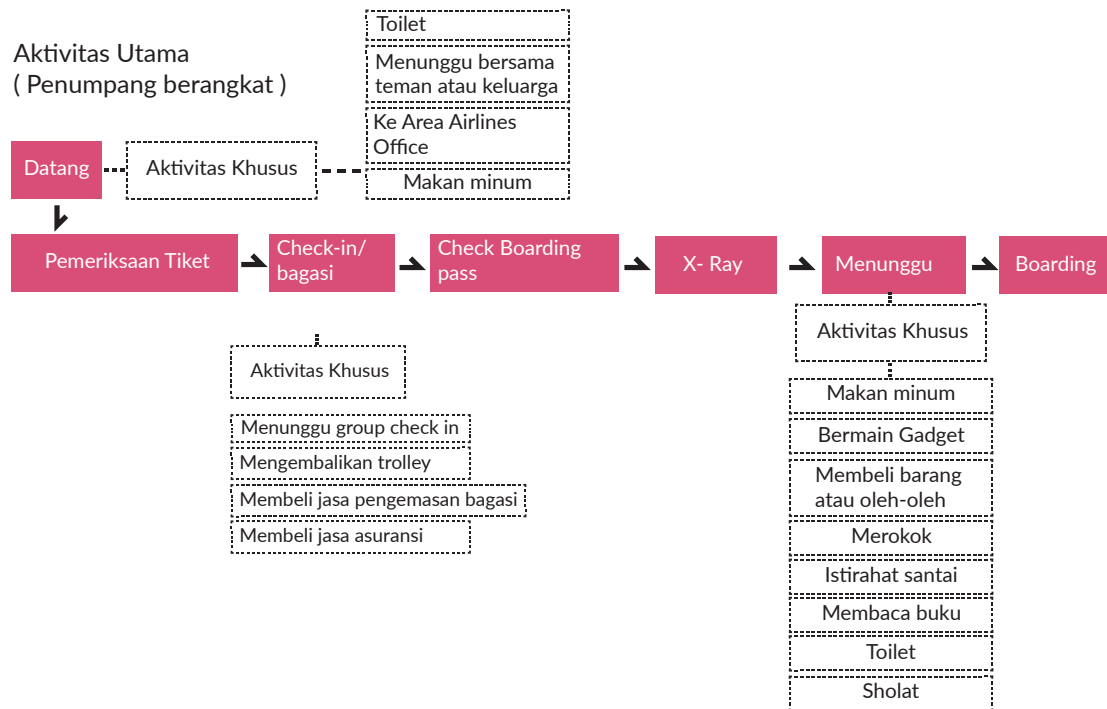 Aktivitas Utama
( Penumpang berangkat )
Toilet
Menunggu bersama
teman atau keluarga
Ke Area Airlines
Office
Makan minum
Datang
Aktivitas Khusus
Pemeriksaan Tiket
Check-in/
bagasi
Check Boarding
pass
X- Ray
Menunggu
Boarding
Aktivitas Khusus
Menunggu group check in
Mengembalikan trolley
Membeli jasa pengemasan bagasi
Membeli jasa asuransi
Aktivitas Khusus
Makan minum
Bermain Gadget
Membeli barang
atau oleh-oleh
Merokok
Istirahat santai
Membaca buku
Toilet
Sholat